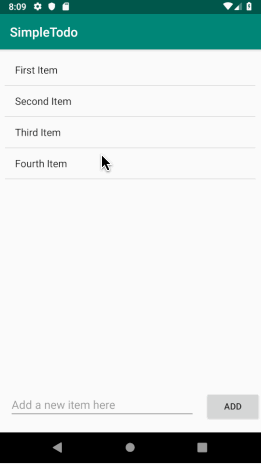 8:09
SimpleTodo
First Item
Second Item
Third Item
Fourth Item
Add a new item here
ADD